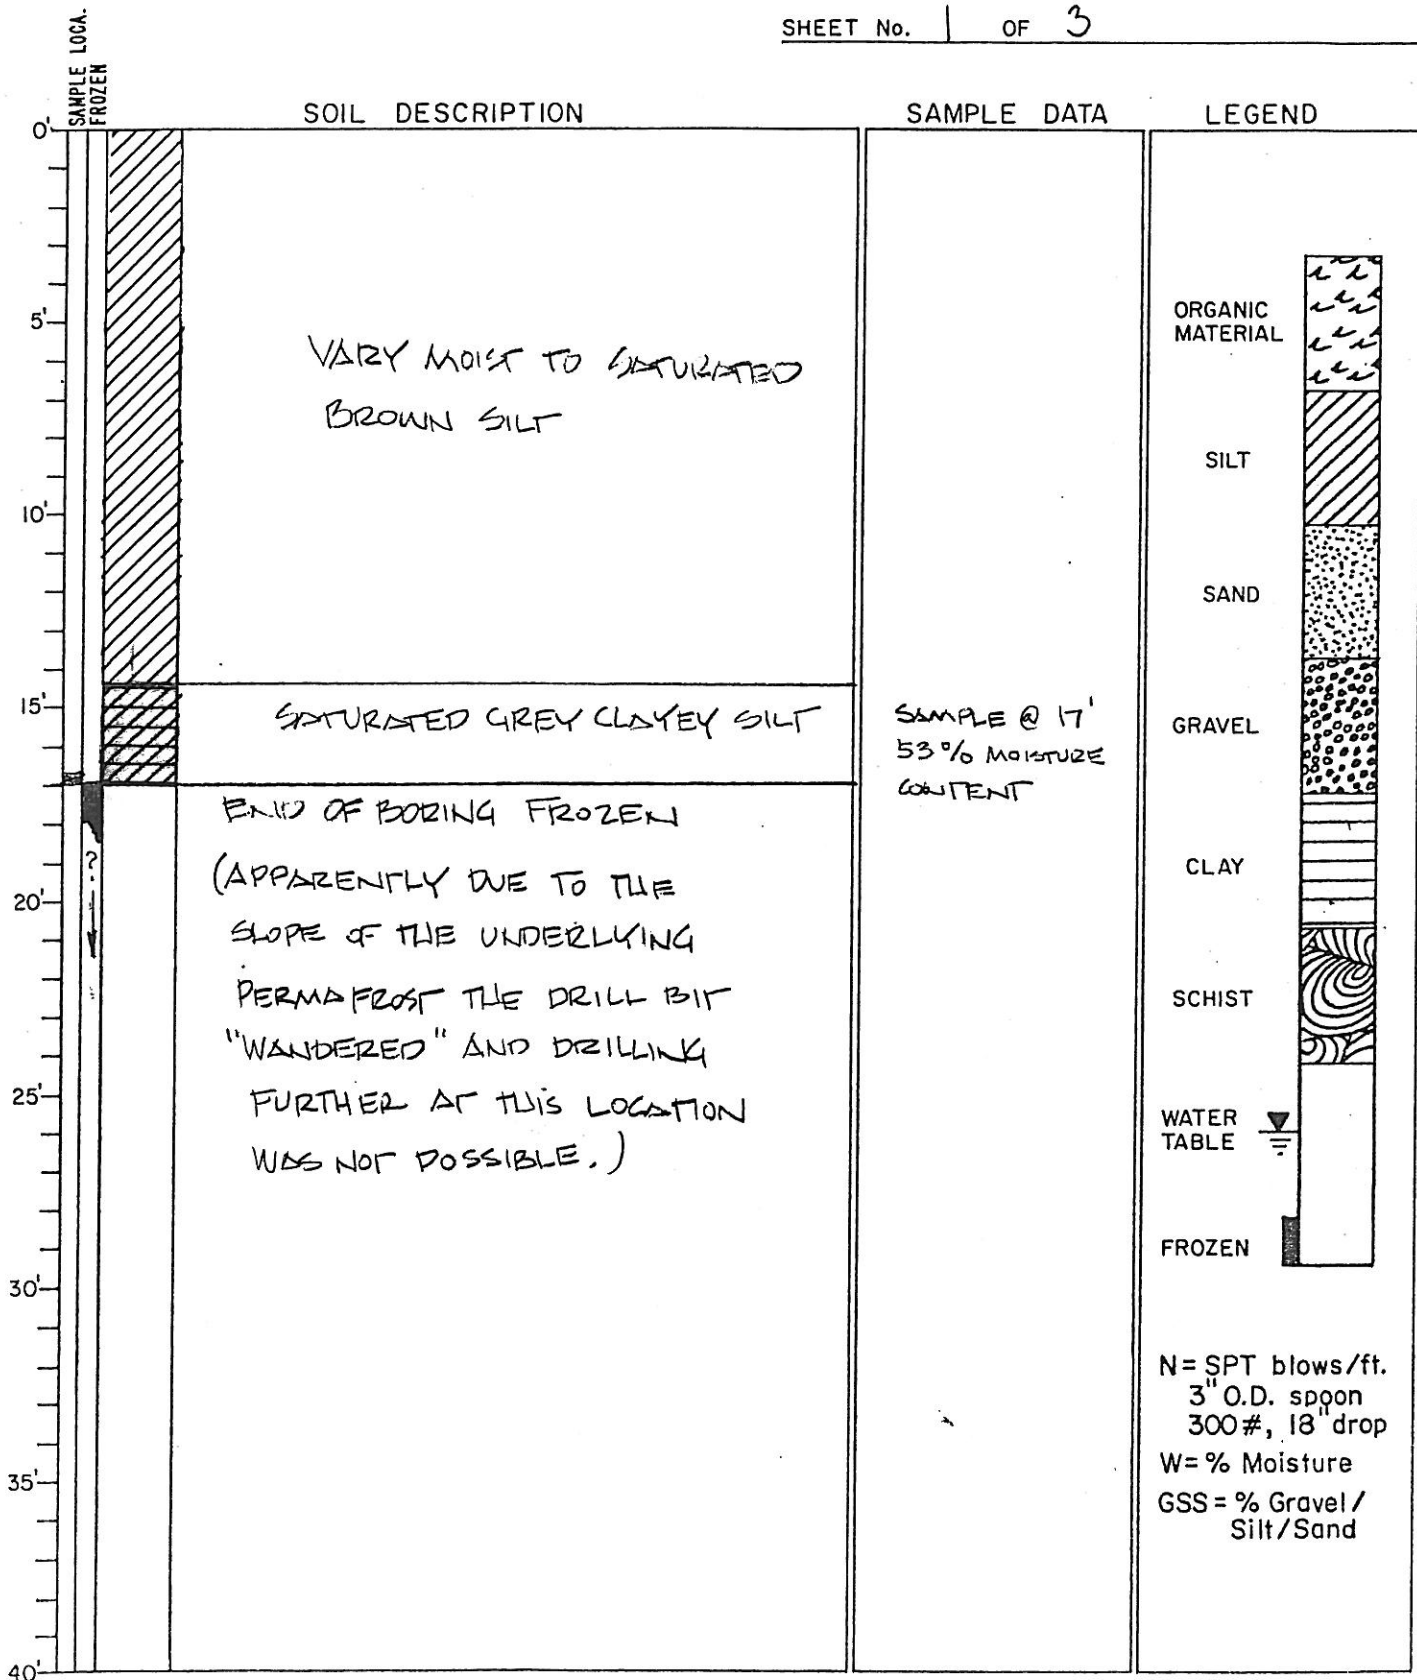 SHEET No. 1 OF 3
SAMPLE LOCA.
FROZEN
SOIL DESCRIPTION
SAMPLE DATA
LEGEND
0'
5'
10'
15'
20'
25'
30'
35'
40'
VARY MOIST TO SATURATED
BROWN SILT
SATURATED GREY CLAYEY SILT
END OF BORING FROZEN
(APPARENTLY DUE TO THE
SLOPE OF THE UNDERLYING
PERMAFROST THE DRILL BIT
"WANDERED" AND DRILLING
FURTHER AT THIS LOCATION
WAS NOT POSSIBLE.)
?
SAMPLE @ 17'
53% MOISTURE
CONTENT
ORGANIC
MATERIAL
SILT
SAND
GRAVEL
CLAY
SCHIST
WATER
TABLE
FROZEN
N= SPT blows/ft.
3" O.D. spoon
300#, 18" drop
W= % Moisture
GSS = % Gravel/
Silt/Sand